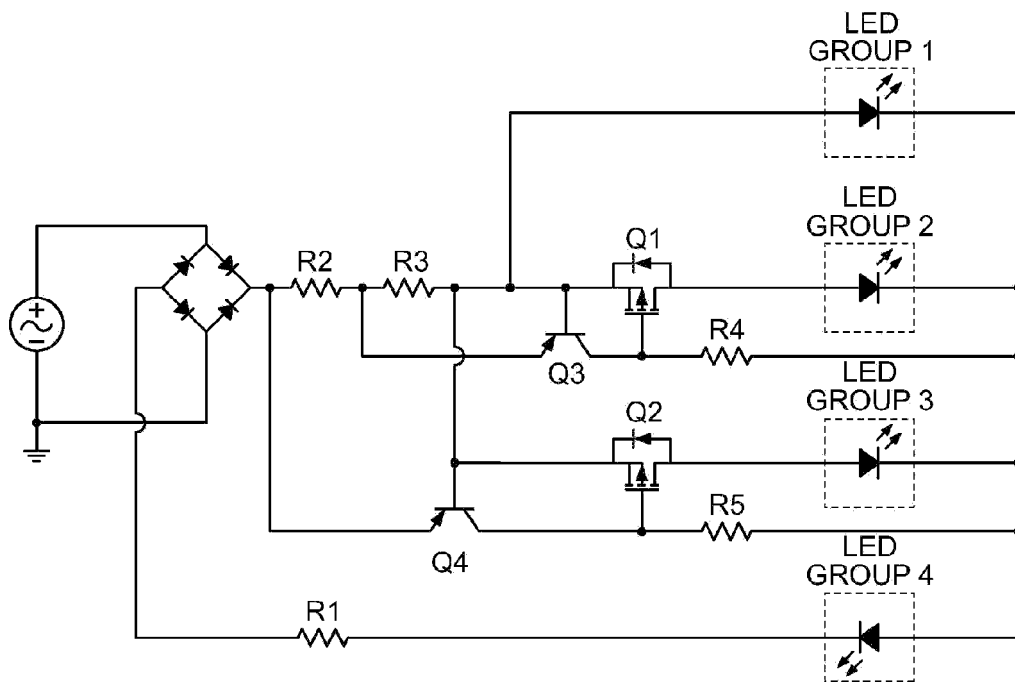 LED
GROUP 1
LED
GROUP 2
Q1
R2
R3
+
−
Q3
R4
LED
GROUP 3
Q2
R5
Q4
LED
GROUP 4
R1